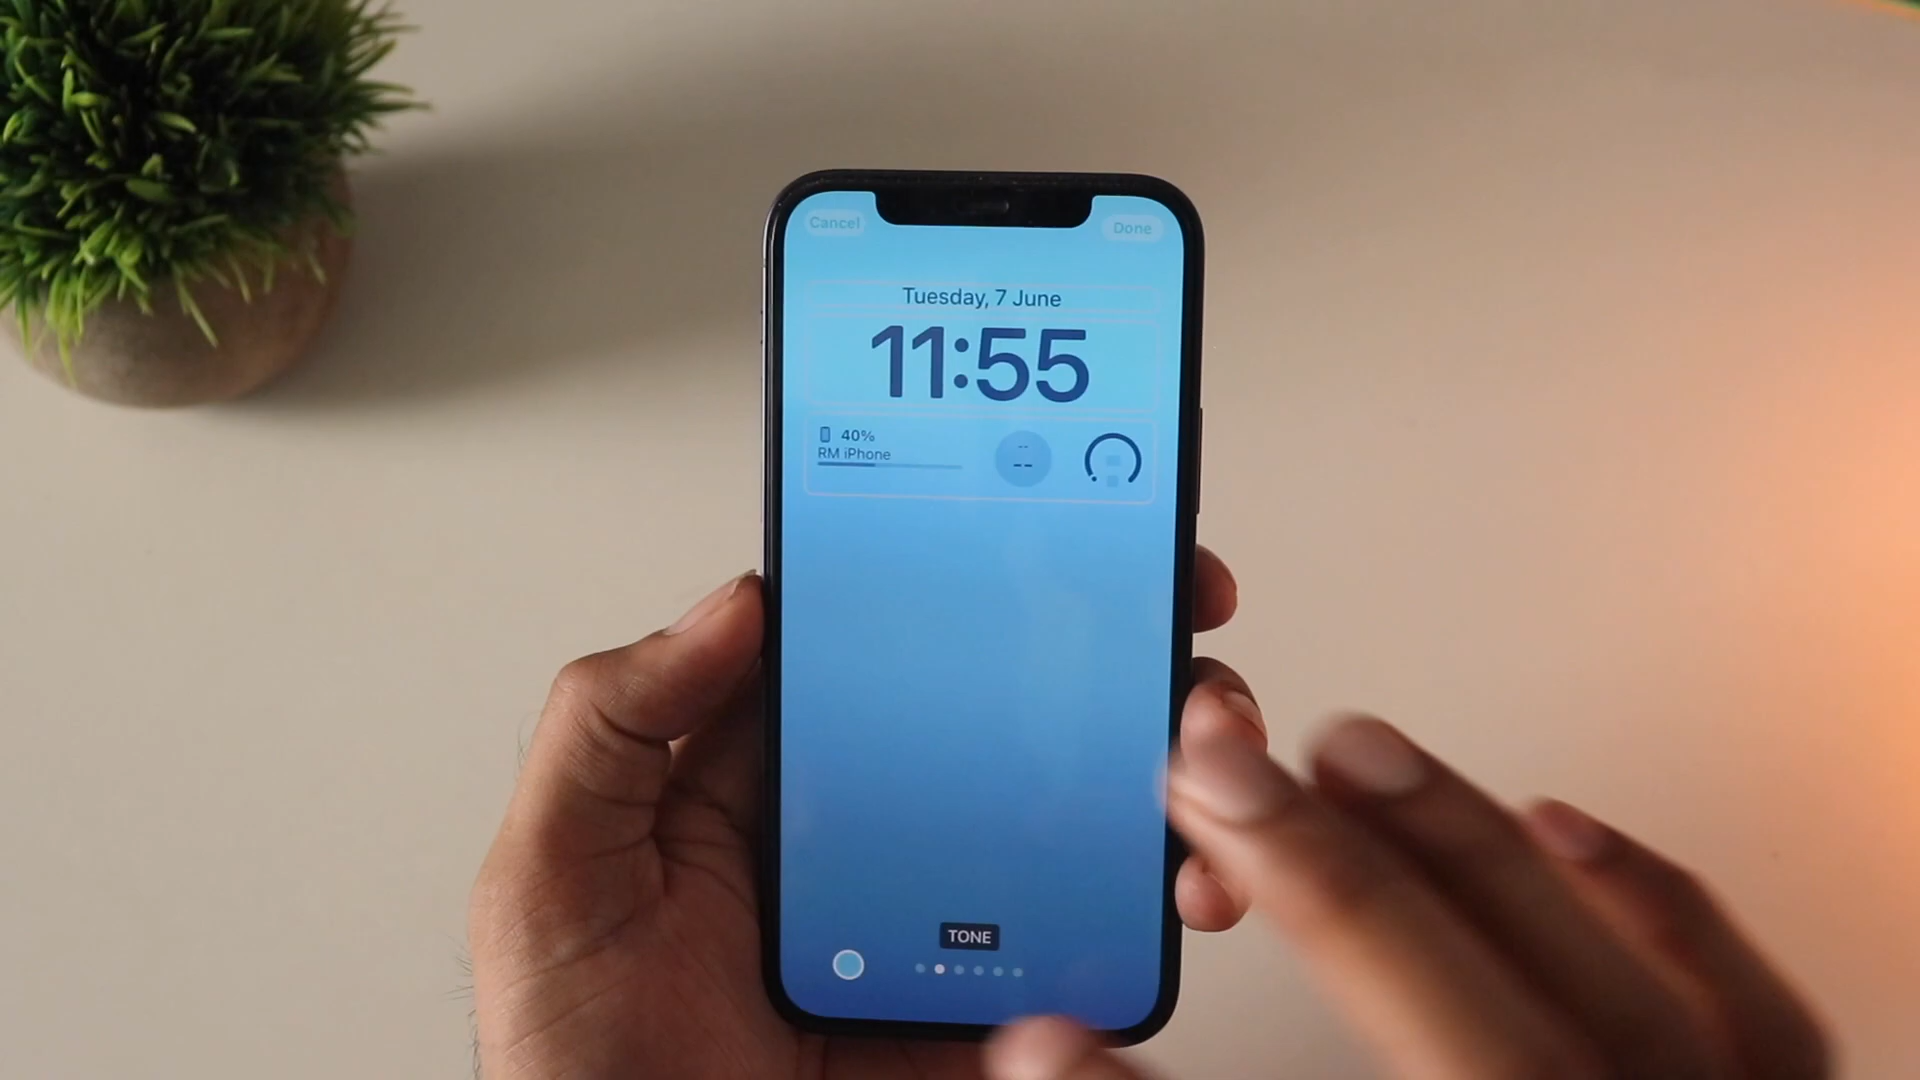 Cancel
Done
Tuesday, 7 June
11:55
40%
RM iPhone
--
--
TONE